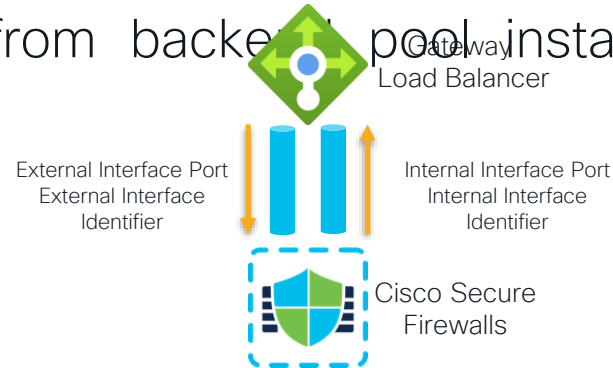 from pool insta
Gateway
Load Balancer
External Interface Port
External Interface
Identifier
Internal Interface Port
Internal Interface
Identifier
Cisco Secure
Firewalls